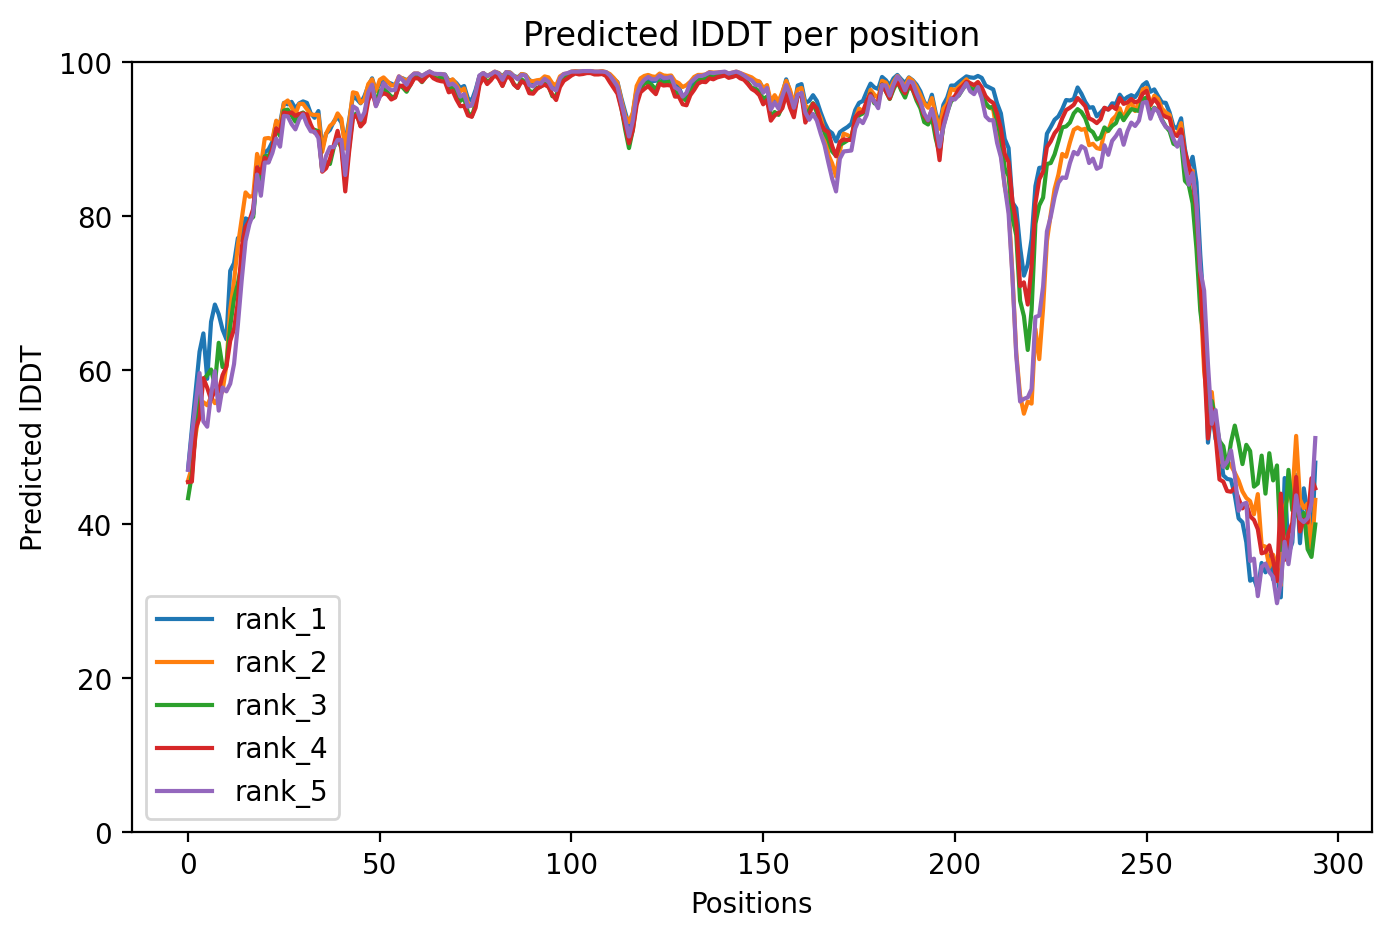 Predicted lDDT per position
Predicted lDDT
100
80
60
40
20
0
rank_1
rank_2
rank_3
rank_4
rank_5
0 50 100 150 200 250 300
Positions